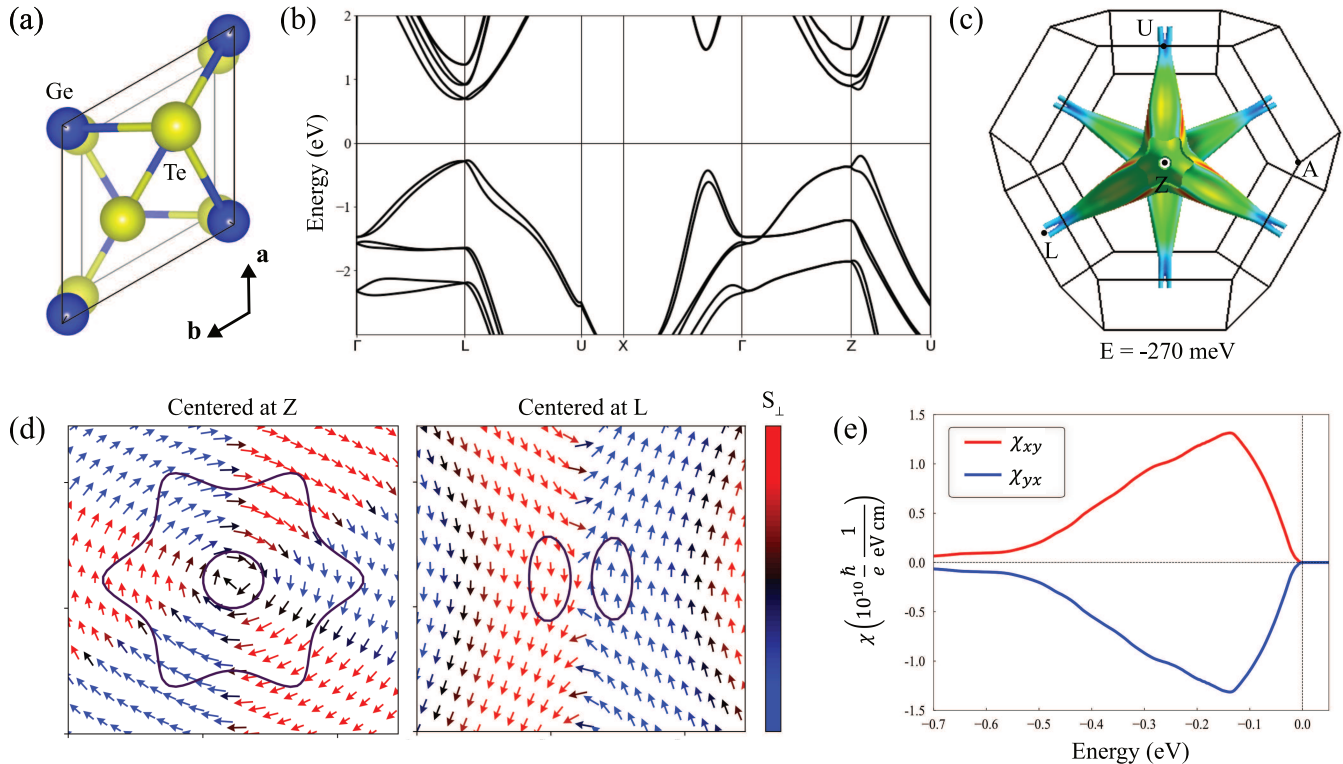 (a)
Ge
Te
a
b
(b)
Energy (eV)
2
1
0
−1
−2
Γ
L
U
X
Γ
Z
U
(c)
U
A
Z
L
E = -270 meV
(d)
Centered at Z
Centered at L
S⊥
(e)
χxy
χyx
χ (10^10 ħ/e 1/(eV cm))
1.5
1.0
0.5
0.0
−0.5
−1.0
−1.5
−0.7
−0.6
−0.5
−0.4
−0.3
−0.2
−0.1
0.0
Energy (eV)